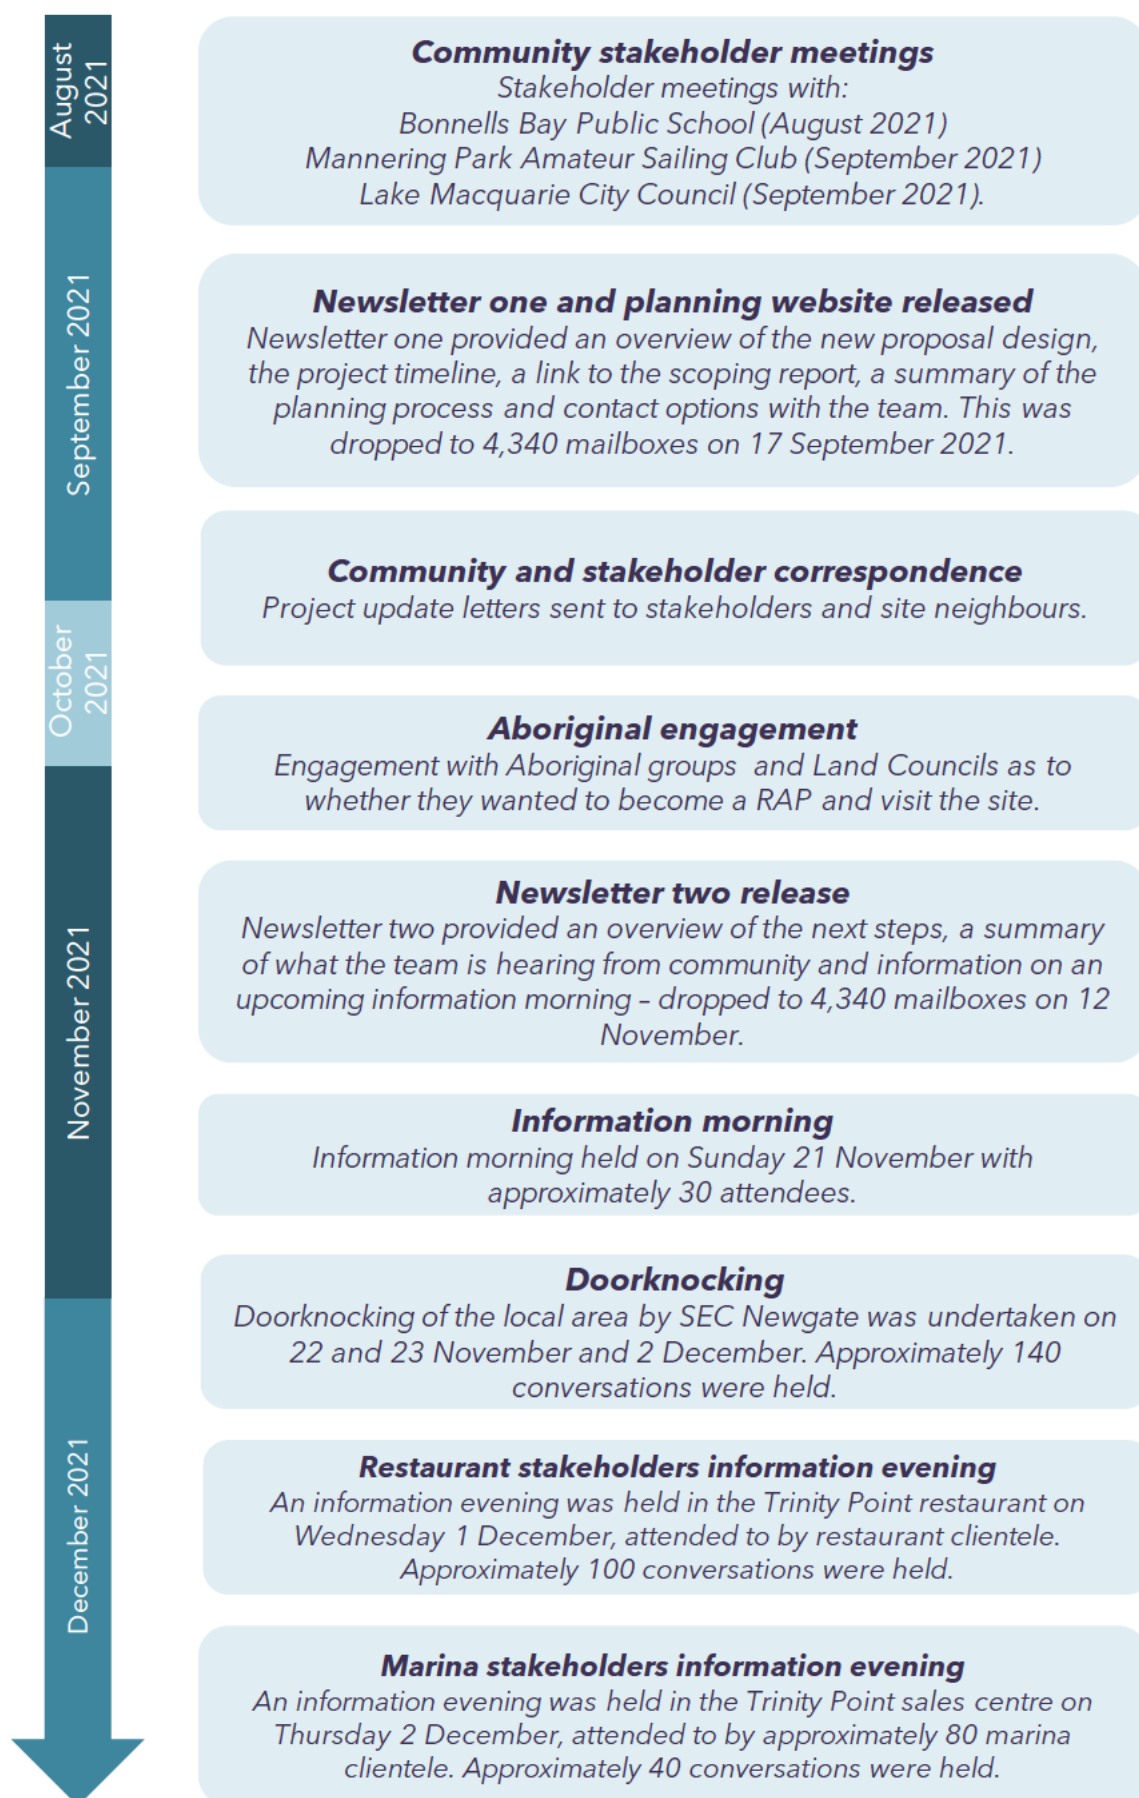 August
2021
Community stakeholder meetings
Stakeholder meetings with:
Bonnells Bay Public School (August 2021)
Mannering Park Amateur Sailing Club (September 2021)
Lake Macquarie City Council (September 2021).
September 2021
Newsletter one and planning website released
Newsletter one provided an overview of the new proposal design,
the project timeline, a link to the scoping report, a summary of the
planning process and contact options with the team. This was
dropped to 4,340 mailboxes on 17 September 2021.
Community and stakeholder correspondence
Project update letters sent to stakeholders and site neighbours.
October
2021
Aboriginal engagement
Engagement with Aboriginal groups and Land Councils as to
whether they wanted to become a RAP and visit the site.
November 2021
Newsletter two release
Newsletter two provided an overview of the next steps, a summary
of what the team is hearing from community and information on an
upcoming information morning – dropped to 4,340 mailboxes on 12
November.
Information morning
Information morning held on Sunday 21 November with
approximately 30 attendees.
Doorknocking
Doorknocking of the local area by SEC Newgate was undertaken on
22 and 23 November and 2 December. Approximately 140
conversations were held.
December 2021
Restaurant stakeholders information evening
An information evening was held in the Trinity Point restaurant on
Wednesday 1 December, attended to by restaurant clientele.
Approximately 100 conversations were held.
Marina stakeholders information evening
An information evening was held in the Trinity Point sales centre on
Thursday 2 December, attended to by approximately 80 marina
clientele. Approximately 40 conversations were held.